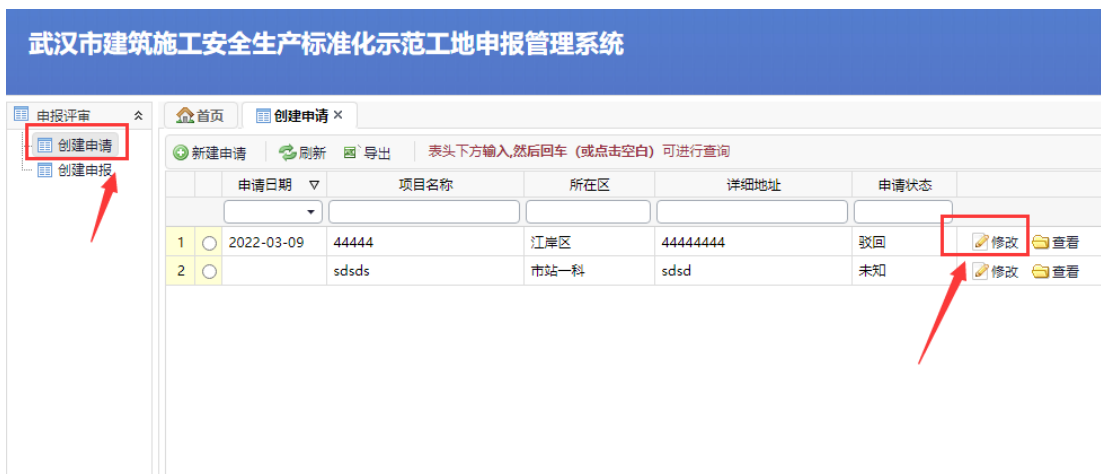 武汉市建筑施工安全生产标准化示范工地申报管理系统
申报评审
创建申请
创建申报
首页 创建申请 ×
新建申请 刷新 导出 表头下方输入,然后回车（或点击空白）可进行查询
申请日期 项目名称 所在区 详细地址 申请状态
1 2022-03-09 44444 江岸区 44444444 驳回 修改 查看
2 sdsds 市站一科 sdsd 未知 修改 查看